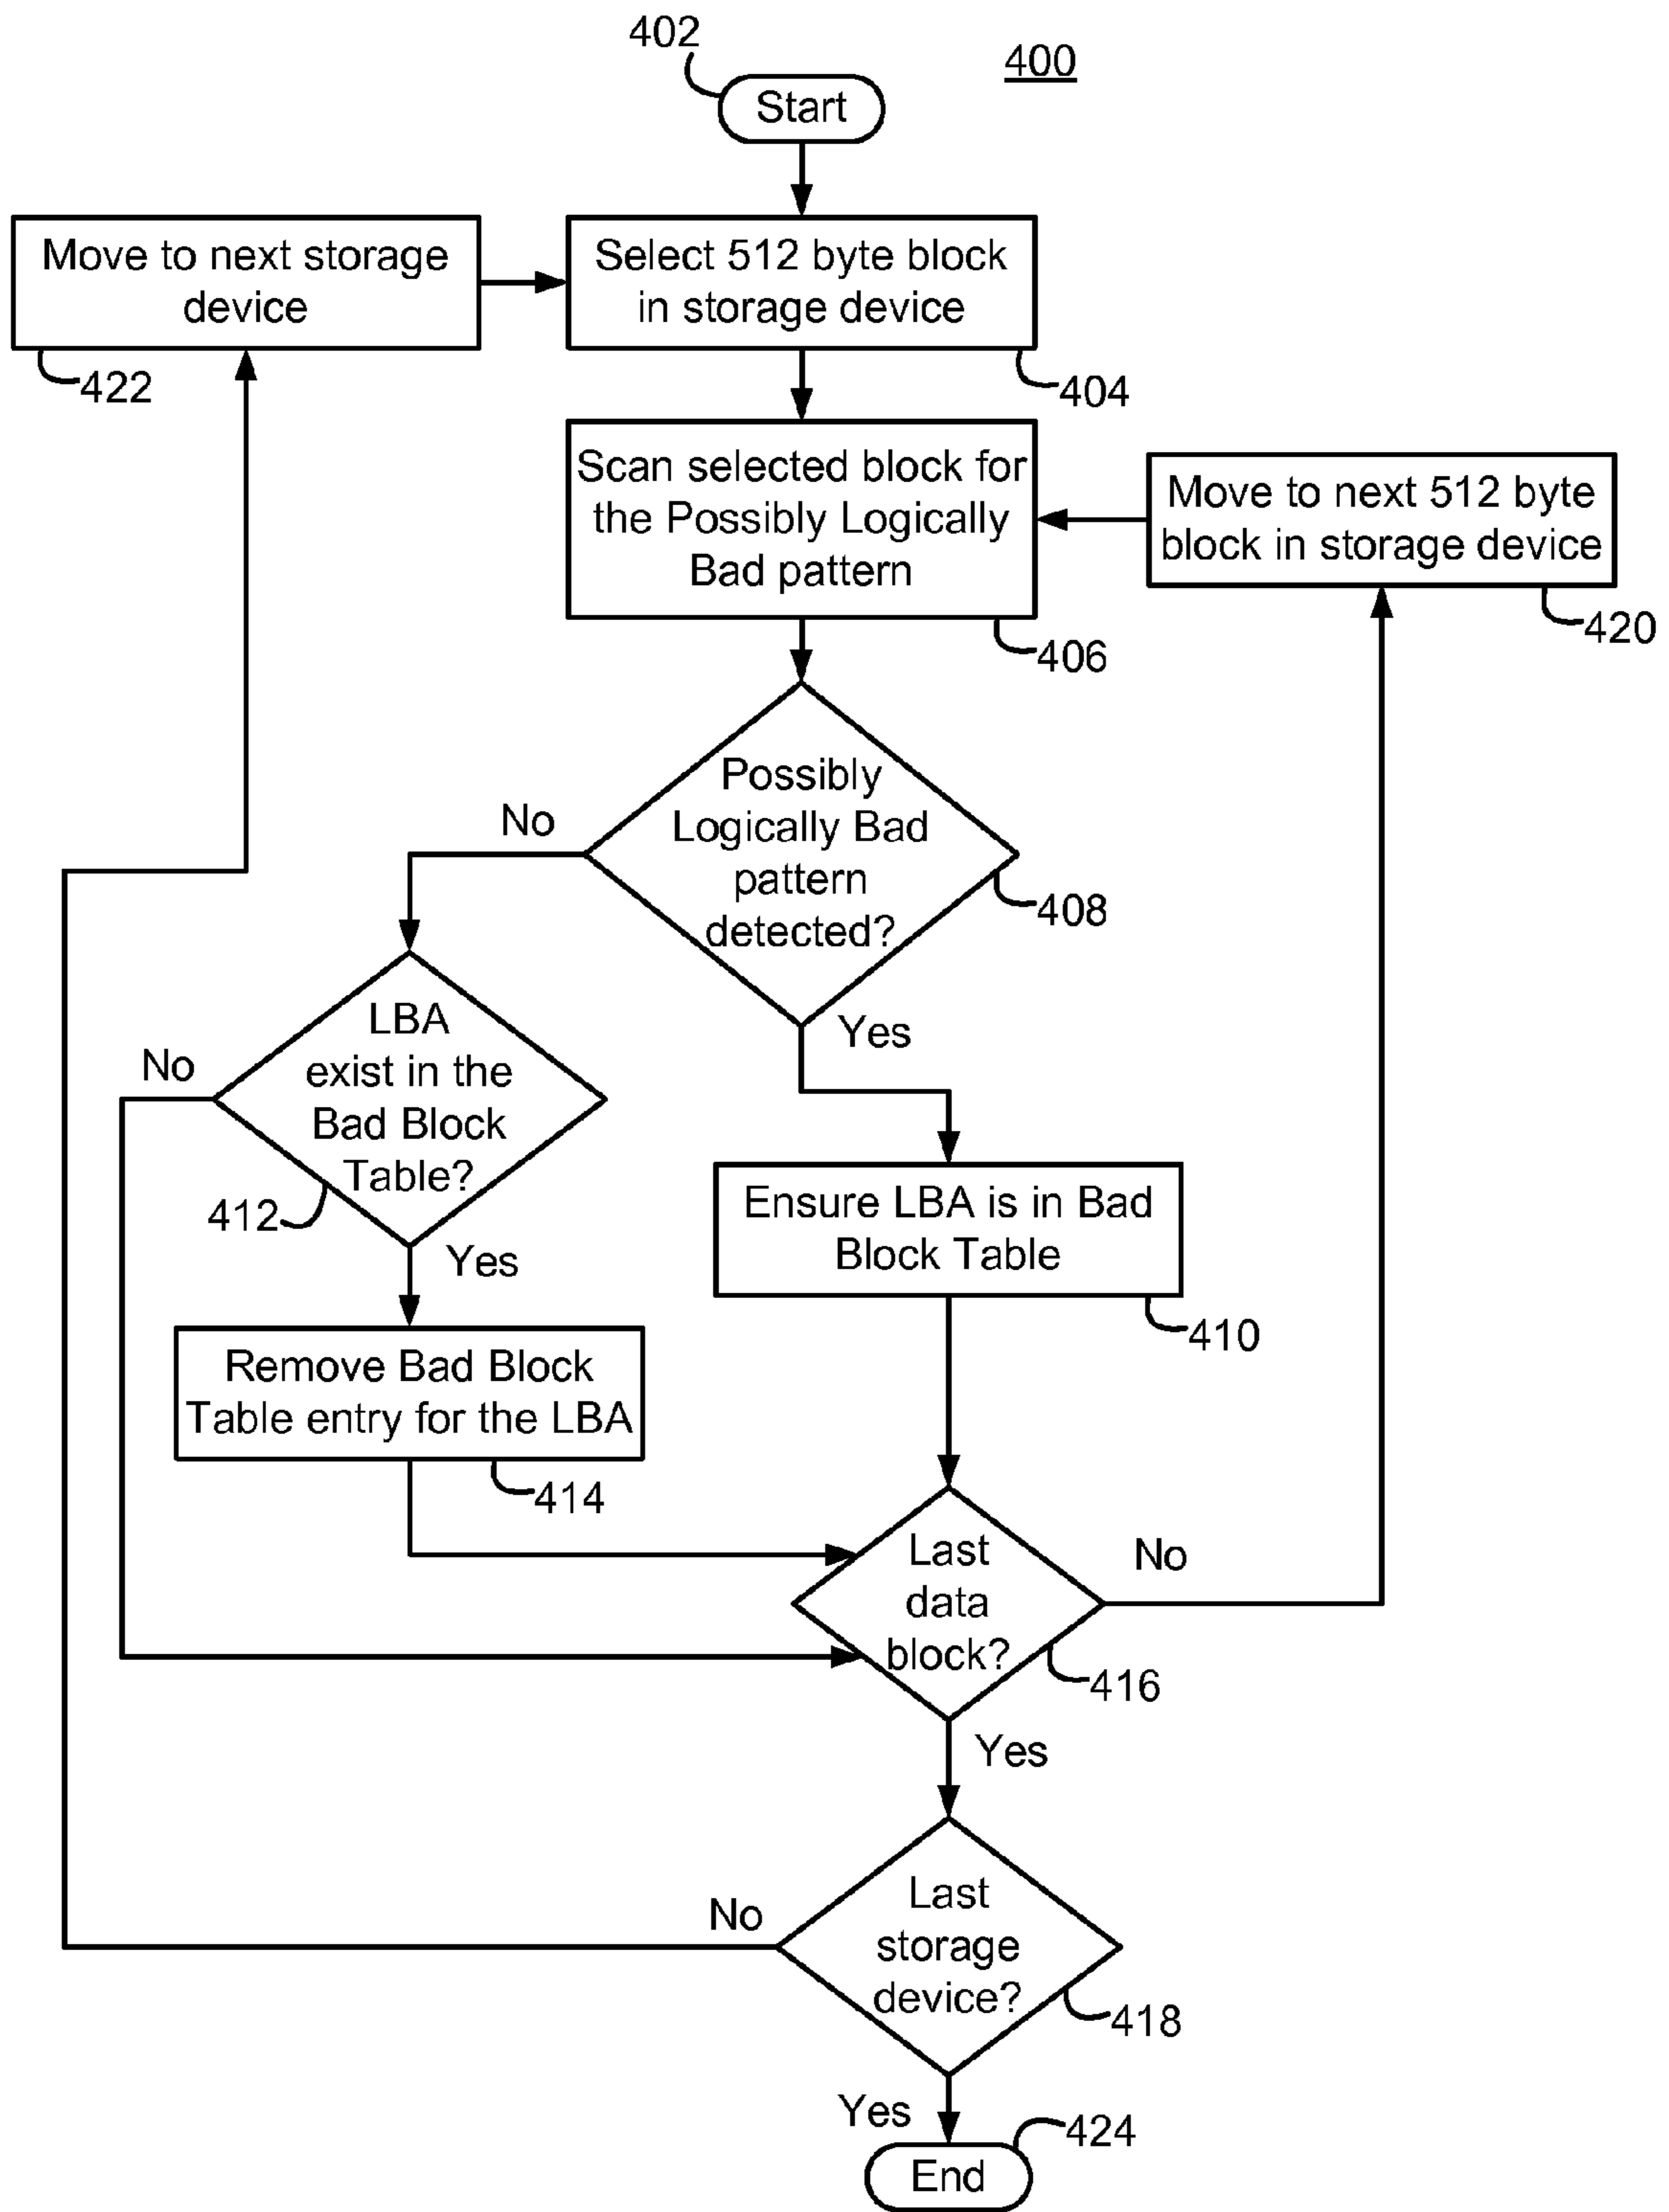 402
400
Start
Move to next storage
device
422
Select 512 byte block
in storage device
404
Scan selected block for
the Possibly Logically
Bad pattern
406
Move to next 512 byte
block in storage device
420
Possibly
Logically Bad
pattern
detected?
408
No
Yes
LBA
exist in the
Bad Block
Table?
412
No
Yes
Ensure LBA is in Bad
Block Table
410
Remove Bad Block
Table entry for the LBA
414
Last
data
block?
416
No
Yes
Last
storage
device?
418
No
Yes
424
End